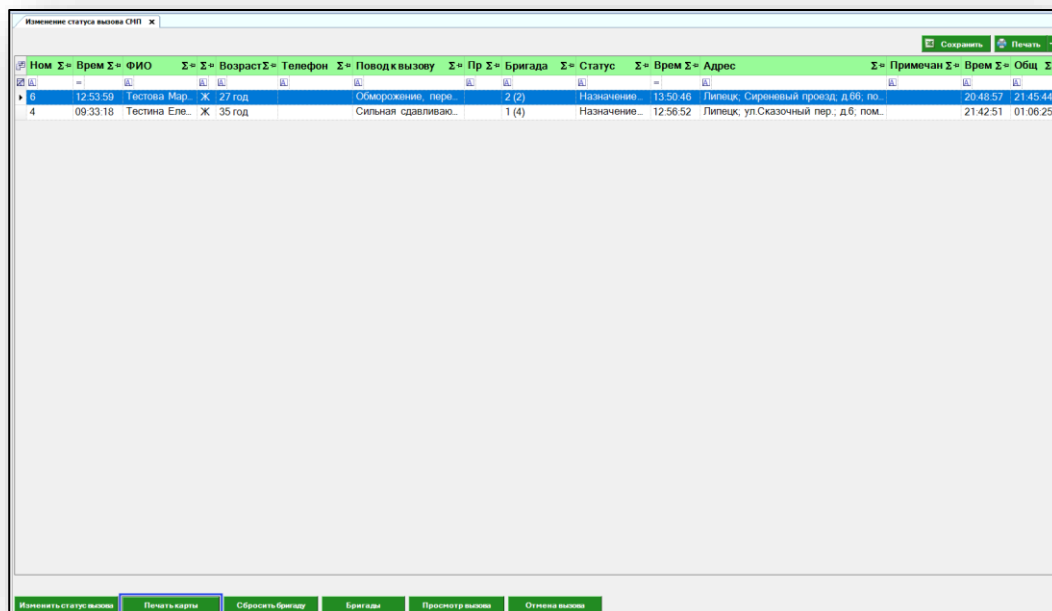 Изменение статуса вызова СМП ×
Сохранить Печать
Ном Σ Врем Σ ФИО Σ Σ Возраст Σ Телефон Σ Повод к вызову Σ Пр Σ Бригада Σ Статус Σ Врем Σ Адрес Σ Примечан Σ Врем Σ Общ Σ
6 12:53:59 Тестова Мар... Ж 27 год Обморожение, пере... 2 (2) Назначение... 13:50:46 Липецк; Сиреневый проезд; д.66; по... 20:48:57 21:45:44
4 09:33:18 Тестина Еле... Ж 35 год Сильная сдавливаю... 1 (4) Назначение... 12:56:52 Липецк; ул.Сказочный пер.; д.6; пом... 21:42:51 01:06:25
Изменить статус вызова Печать карты Сбросить бригаду Бригады Просмотр вызова Отмена вызова